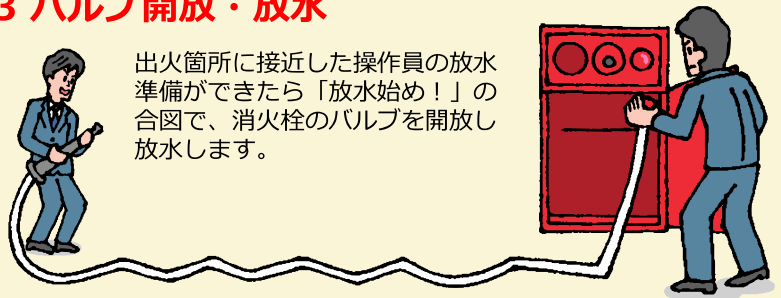 3 バルブ開放・放水
出火箇所に接近した操作員の放水
準備ができたら「放水始め！」の
合図で、消火栓のバルブを開放し
放水します。